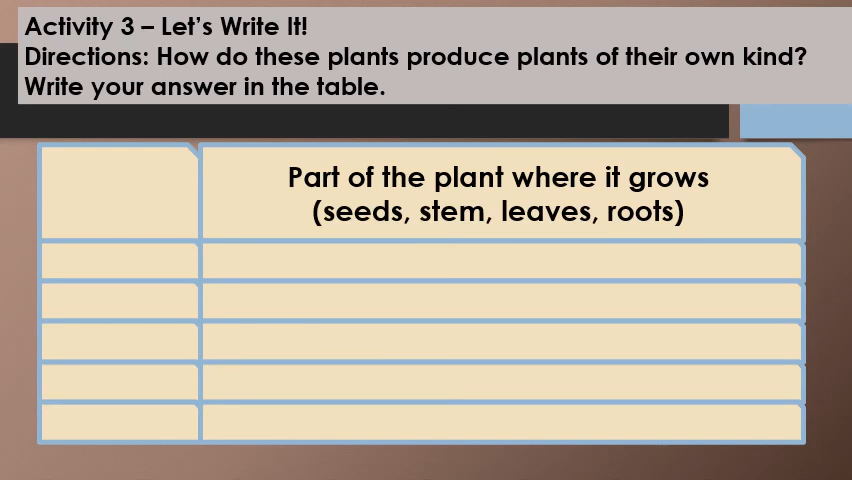 Activity 3 – Let's Write It!
Directions: How do these plants produce plants of their own kind?
Write your answer in the table.
Part of the plant where it grows
(seeds, stem, leaves, roots)